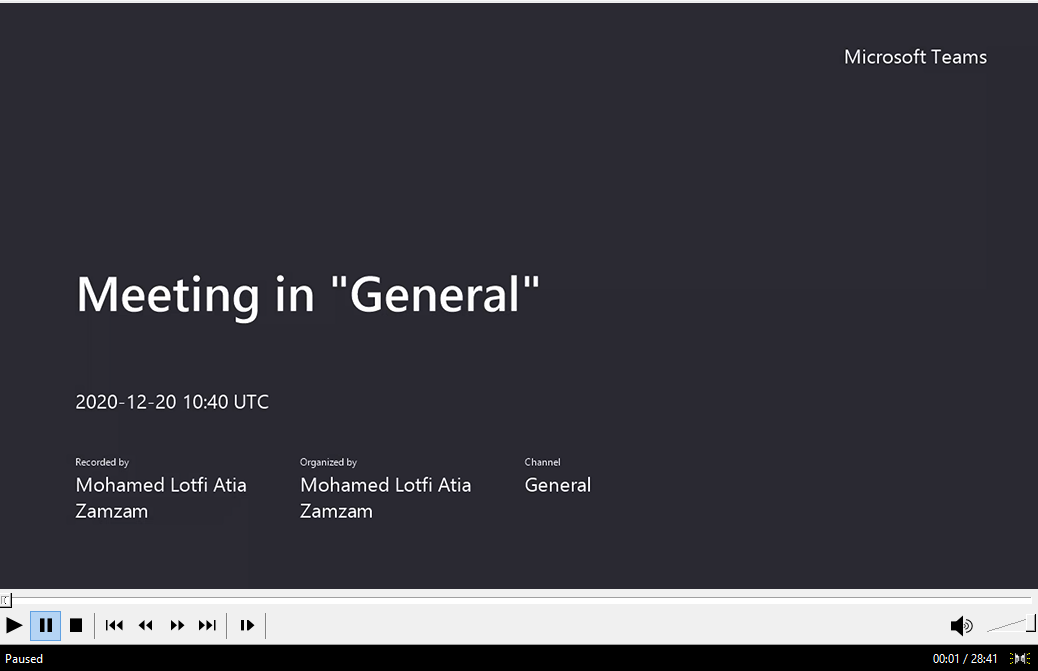 Microsoft Teams
Meeting in "General"
2020-12-20 10:40 UTC
Recorded by
Mohamed Lotfi Atia
Zamzam
Organized by
Mohamed Lotfi Atia
Zamzam
Channel
General
Paused
00:01 / 28:41